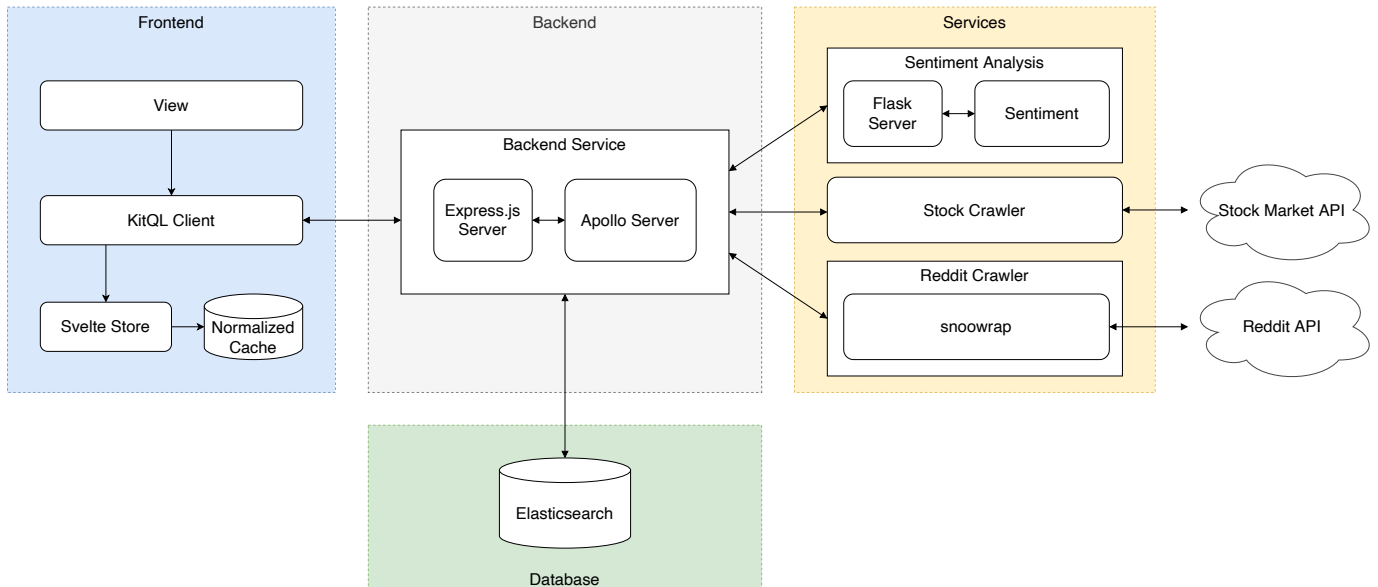 Frontend
View
KitQL Client
Svelte Store
Normalized
Cache
Backend
Backend Service
Express.js
Server
Apollo Server
Services
Sentiment Analysis
Flask
Server
Sentiment
Stock Crawler
Reddit Crawler
snoowrap
Stock Market API
Reddit API
Elasticsearch
Database